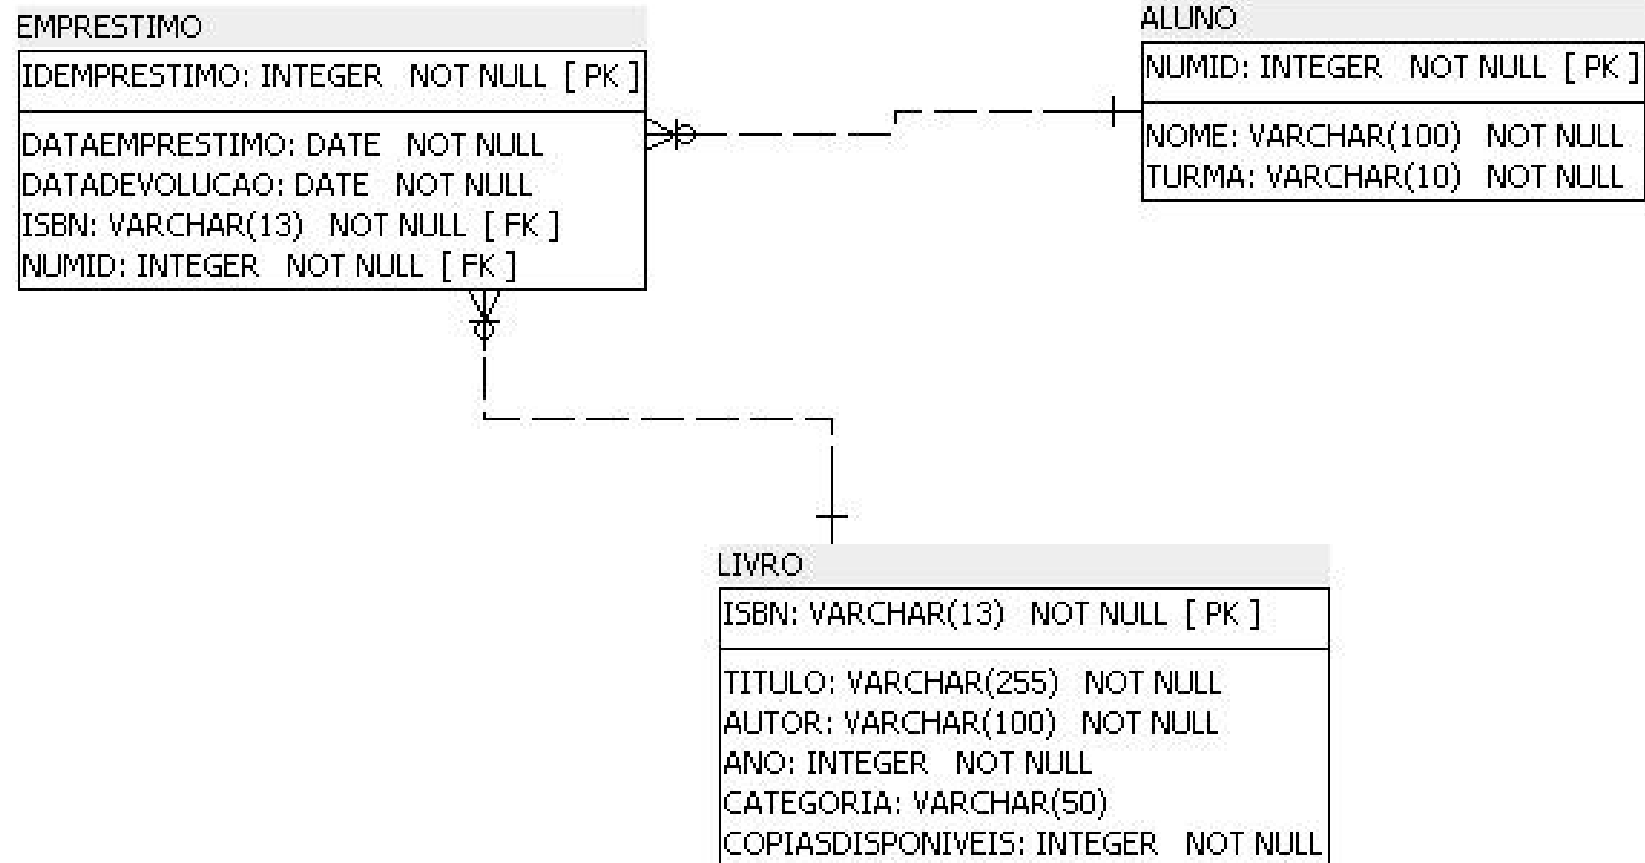 EMPRESTIMO
IDEMPRESTIMO: INTEGER NOT NULL [ PK ]
DATAEMPRESTIMO: DATE NOT NULL
DATADEVOLUCAO: DATE NOT NULL
ISBN: VARCHAR(13) NOT NULL [ FK ]
NUMID: INTEGER NOT NULL [ FK ]
ALUNO
NUMID: INTEGER NOT NULL [ PK ]
NOME: VARCHAR(100) NOT NULL
TURMA: VARCHAR(10) NOT NULL
LIVRO
ISBN: VARCHAR(13) NOT NULL [ PK ]
TITULO: VARCHAR(255) NOT NULL
AUTOR: VARCHAR(100) NOT NULL
ANO: INTEGER NOT NULL
CATEGORIA: VARCHAR(50)
COPIASDISPONIVEIS: INTEGER NOT NULL